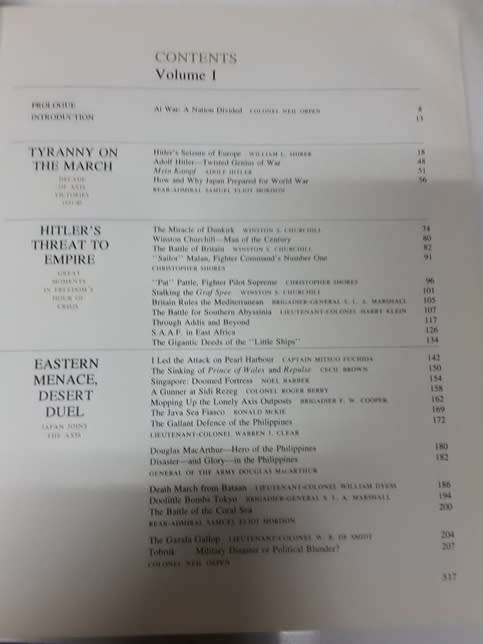 CONTENTS
Volume I
PROLOGUE At War: A Nation Divided COLONEL NEIL ORPEN 8
INTRODUCTION 13
TYRANNY ON THE MARCH
DECADE OF AXIS VICTORIES
Hitler's Seizure of Europe WILLIAM L. SHIRER 18
Adolf Hitler—Twisted Genius of War 48
Mein Kampf ADOLF HITLER 51
How and Why Japan Prepared for World War 56
REAR-ADMIRAL SAMUEL ELIOT MORISON
HITLER'S THREAT TO EMPIRE
GREAT MOMENTS IN FREEDOM'S HOUR OF CRISIS
The Miracle of Dunkirk WINSTON S. CHURCHILL 74
Winston Churchill—Man of the Century 80
The Battle of Britain WINSTON S. CHURCHILL 82
"Sailor" Malan, Fighter Command's Number One 91
CHRISTOPHER SHORES
"Pat" Pattle, Fighter Pilot Supreme CHRISTOPHER SHORES 96
Stalking the Graf Spee WINSTON S. CHURCHILL 101
Britain Rules the Mediterranean BRIGADIER-GENERAL S. L. A. MARSHALL 105
The Battle for Southern Abyssinia LIEUTENANT-COLONEL HARRY KLEIN 107
Through Addis and Beyond 117
S.A.A.F. in East Africa 126
The Gigantic Deeds of the "Little Ships" 134
EASTERN MENACE, DESERT DUEL
JAPAN JOINS THE AXIS
I Led the Attack on Pearl Harbour CAPTAIN MITSUO FUCHIDA 142
The Sinking of Prince of Wales and Repulse CECIL BROWN 150
Singapore: Doomed Fortress NOEL BARBER 154
A Gunner at Sidi Rezeg COLONEL ROGER BERRY 158
Mopping Up the Lonely Axis Outposts BRIGADIER F. W. COOPER 162
The Java Sea Fiasco RONALD McKIE 169
The Gallant Defence of the Philippines 172
LIEUTENANT-COLONEL WARREN J. CLEAR
Douglas MacArthur—Hero of the Philippines 180
Disaster—and Glory—in the Philippines 182
GENERAL OF THE ARMY DOUGLAS MacARTHUR
Death March from Bataan LIEUTENANT-COLONEL WILLIAM DYESS 186
Doolittle Bombs Tokyo BRIGADIER-GENERAL S. L. A. MARSHALL 194
The Battle of the Coral Sea 200
REAR-ADMIRAL SAMUEL ELIOT MORISON
The Gazala Gallop LIEUTENANT-COLONEL W. B. DE SMIDT 204
Tobruk Military Disaster or Political Blunder? 207
COLONEL NEIL ORPEN
517